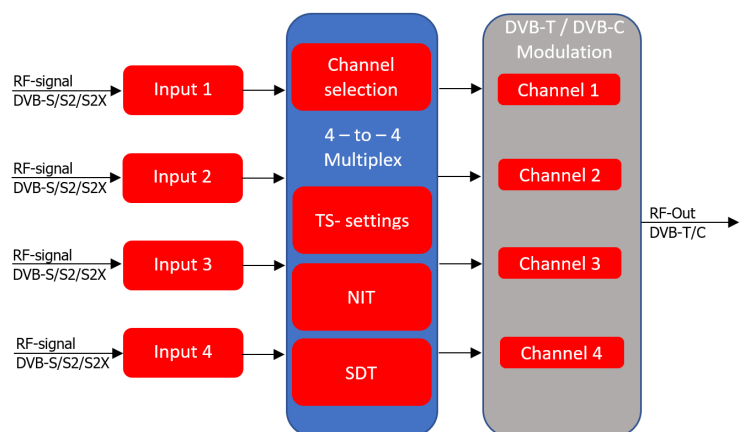 RF-signal
DVB-S/S2/S2X
Input 1
RF-signal
DVB-S/S2/S2X
Input 2
RF-signal
DVB-S/S2/S2X
Input 3
RF-signal
DVB-S/S2/S2X
Input 4
Channel
selection
4 – to – 4
Multiplex
TS- settings
NIT
SDT
DVB-T / DVB-C
Modulation
Channel 1
Channel 2
Channel 3
Channel 4
RF-Out
DVB-T/C